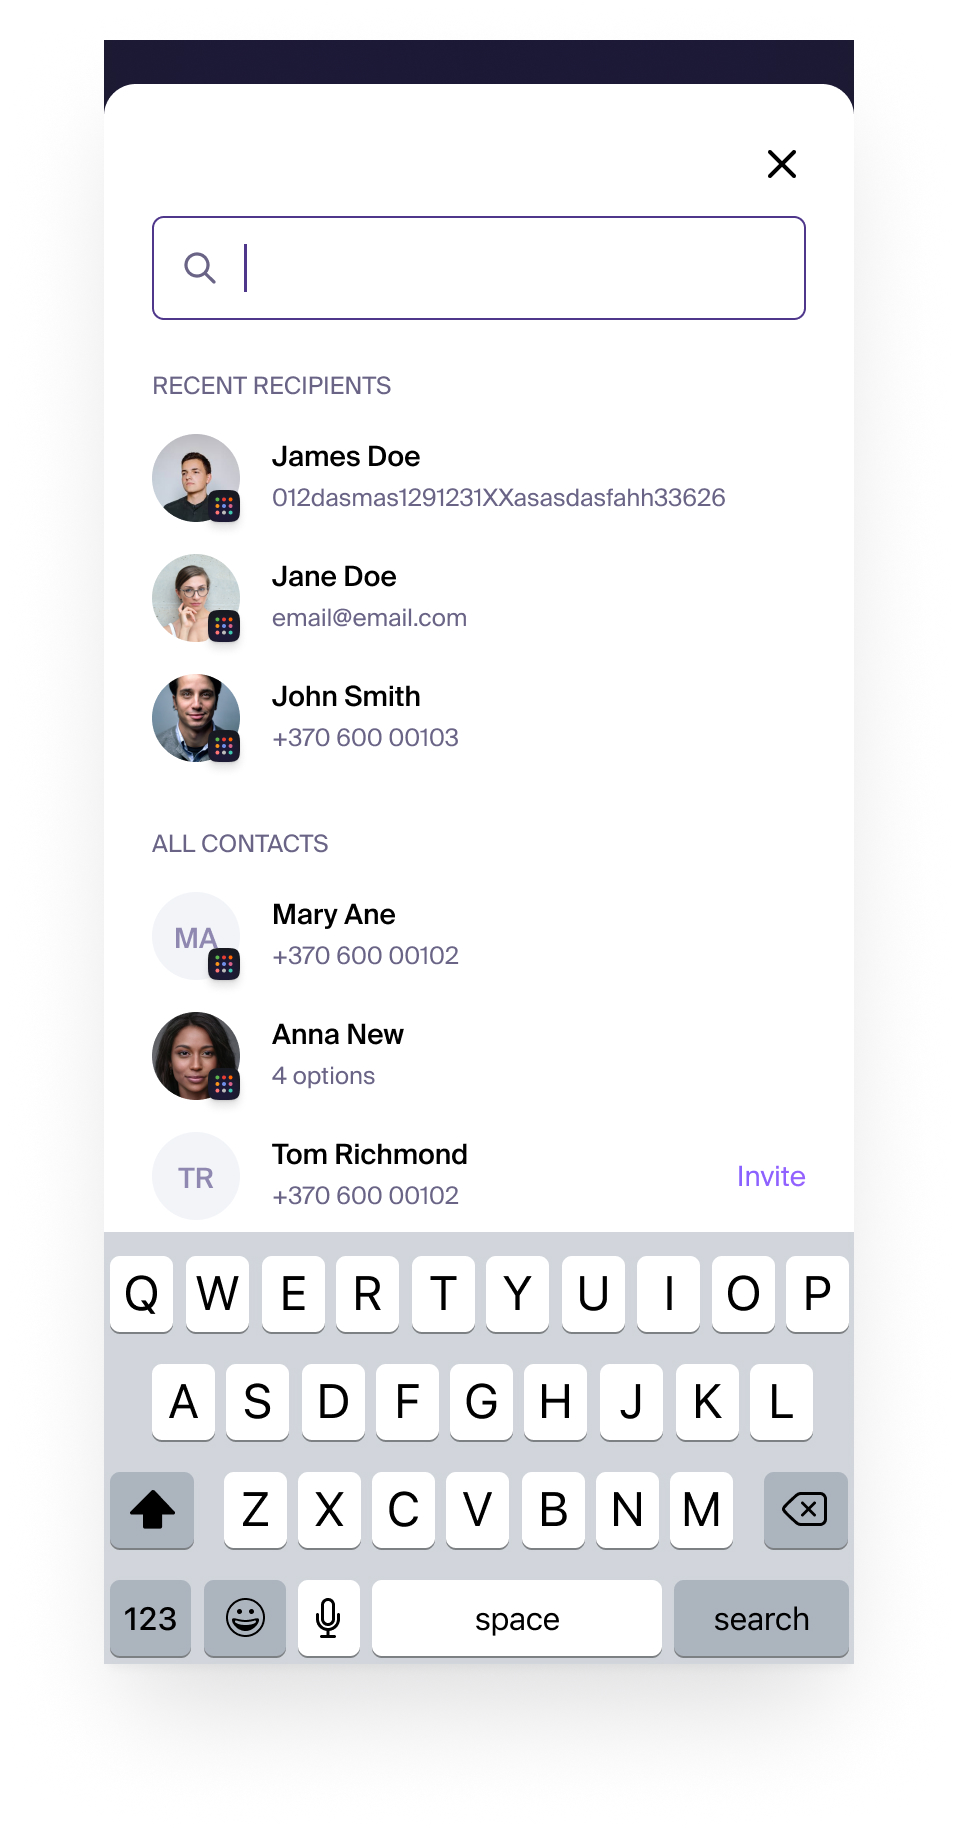 RECENT RECIPIENTS
James Doe
012dasmas1291231XXasasdasfahh33626
Jane Doe
email@email.com
John Smith
+370 600 00103
ALL CONTACTS
MA
Mary Ane
+370 600 00102
Anna New
4 options
TR
Tom Richmond
+370 600 00102
Invite
Q W E R T Y U I O P
A S D F G H J K L
Z X C V B N M
123 space search